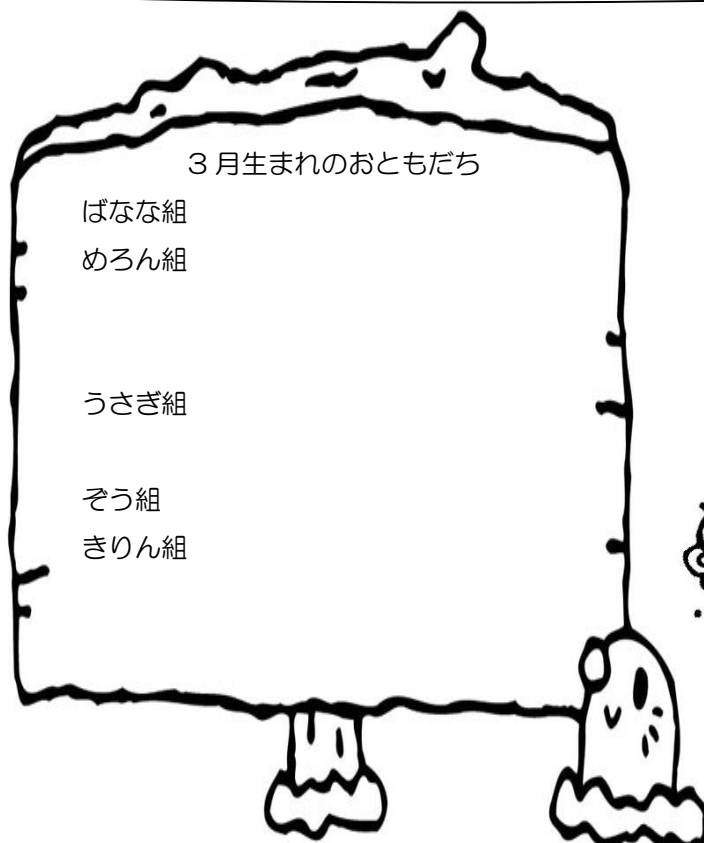 ３月生まれのおともだち
ばなな組
めろん組
うさぎ組
ぞう組
きりん組